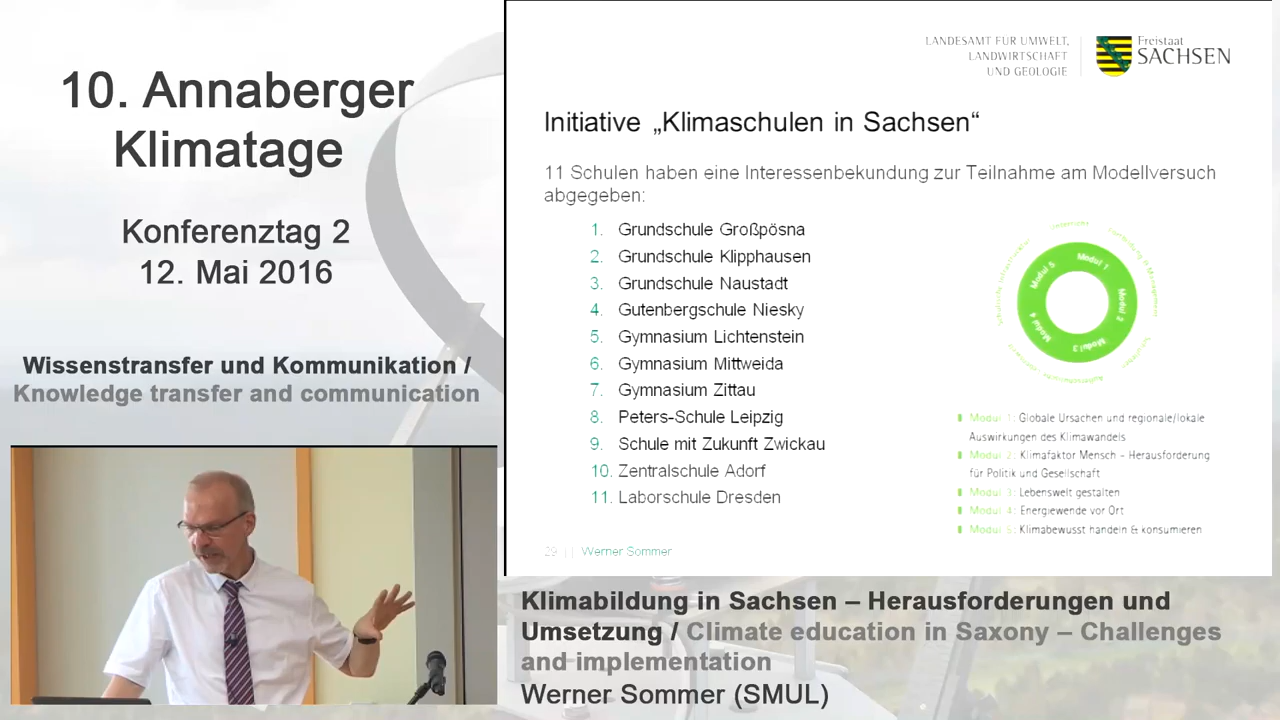 10. Annaberger
Klimatage
Konferenztag 2
12. Mai 2016
Wissenstransfer und Kommunikation /
Knowledge transfer and communication
LANDESAMT FÜR UMWELT,
LANDWIRTSCHAFT
UND GEOLOGIE
Freistaat
SACHSEN
Initiative „Klimaschulen in Sachsen“
11 Schulen haben eine Interessenbekundung zur Teilnahme am Modellversuch
abgegeben:
1. Grundschule Großpösna
2. Grundschule Klipphausen
3. Grundschule Naustadt
4. Gutenbergschule Niesky
5. Gymnasium Lichtenstein
6. Gymnasium Mittweida
7. Gymnasium Zittau
8. Peters-Schule Leipzig
9. Schule mit Zukunft Zwickau
10. Zentralschule Adorf
11. Laborschule Dresden
Modul 1
Modul 2
Modul 3
Modul 4
Modul 5
Modul 1: Globale Ursachen und regionale/lokale
Auswirkungen des Klimawandels
Modul 2: Klimafaktor Mensch – Herausforderung
für Politik und Gesellschaft
Modul 3: Lebenswelt gestalten
Modul 4: Energiewende vor Ort
Modul 5: Klimabewusst handeln & konsumieren
29 || Werner Sommer
Klimabildung in Sachsen – Herausforderungen und
Umsetzung / Climate education in Saxony – Challenges
and implementation
Werner Sommer (SMUL)